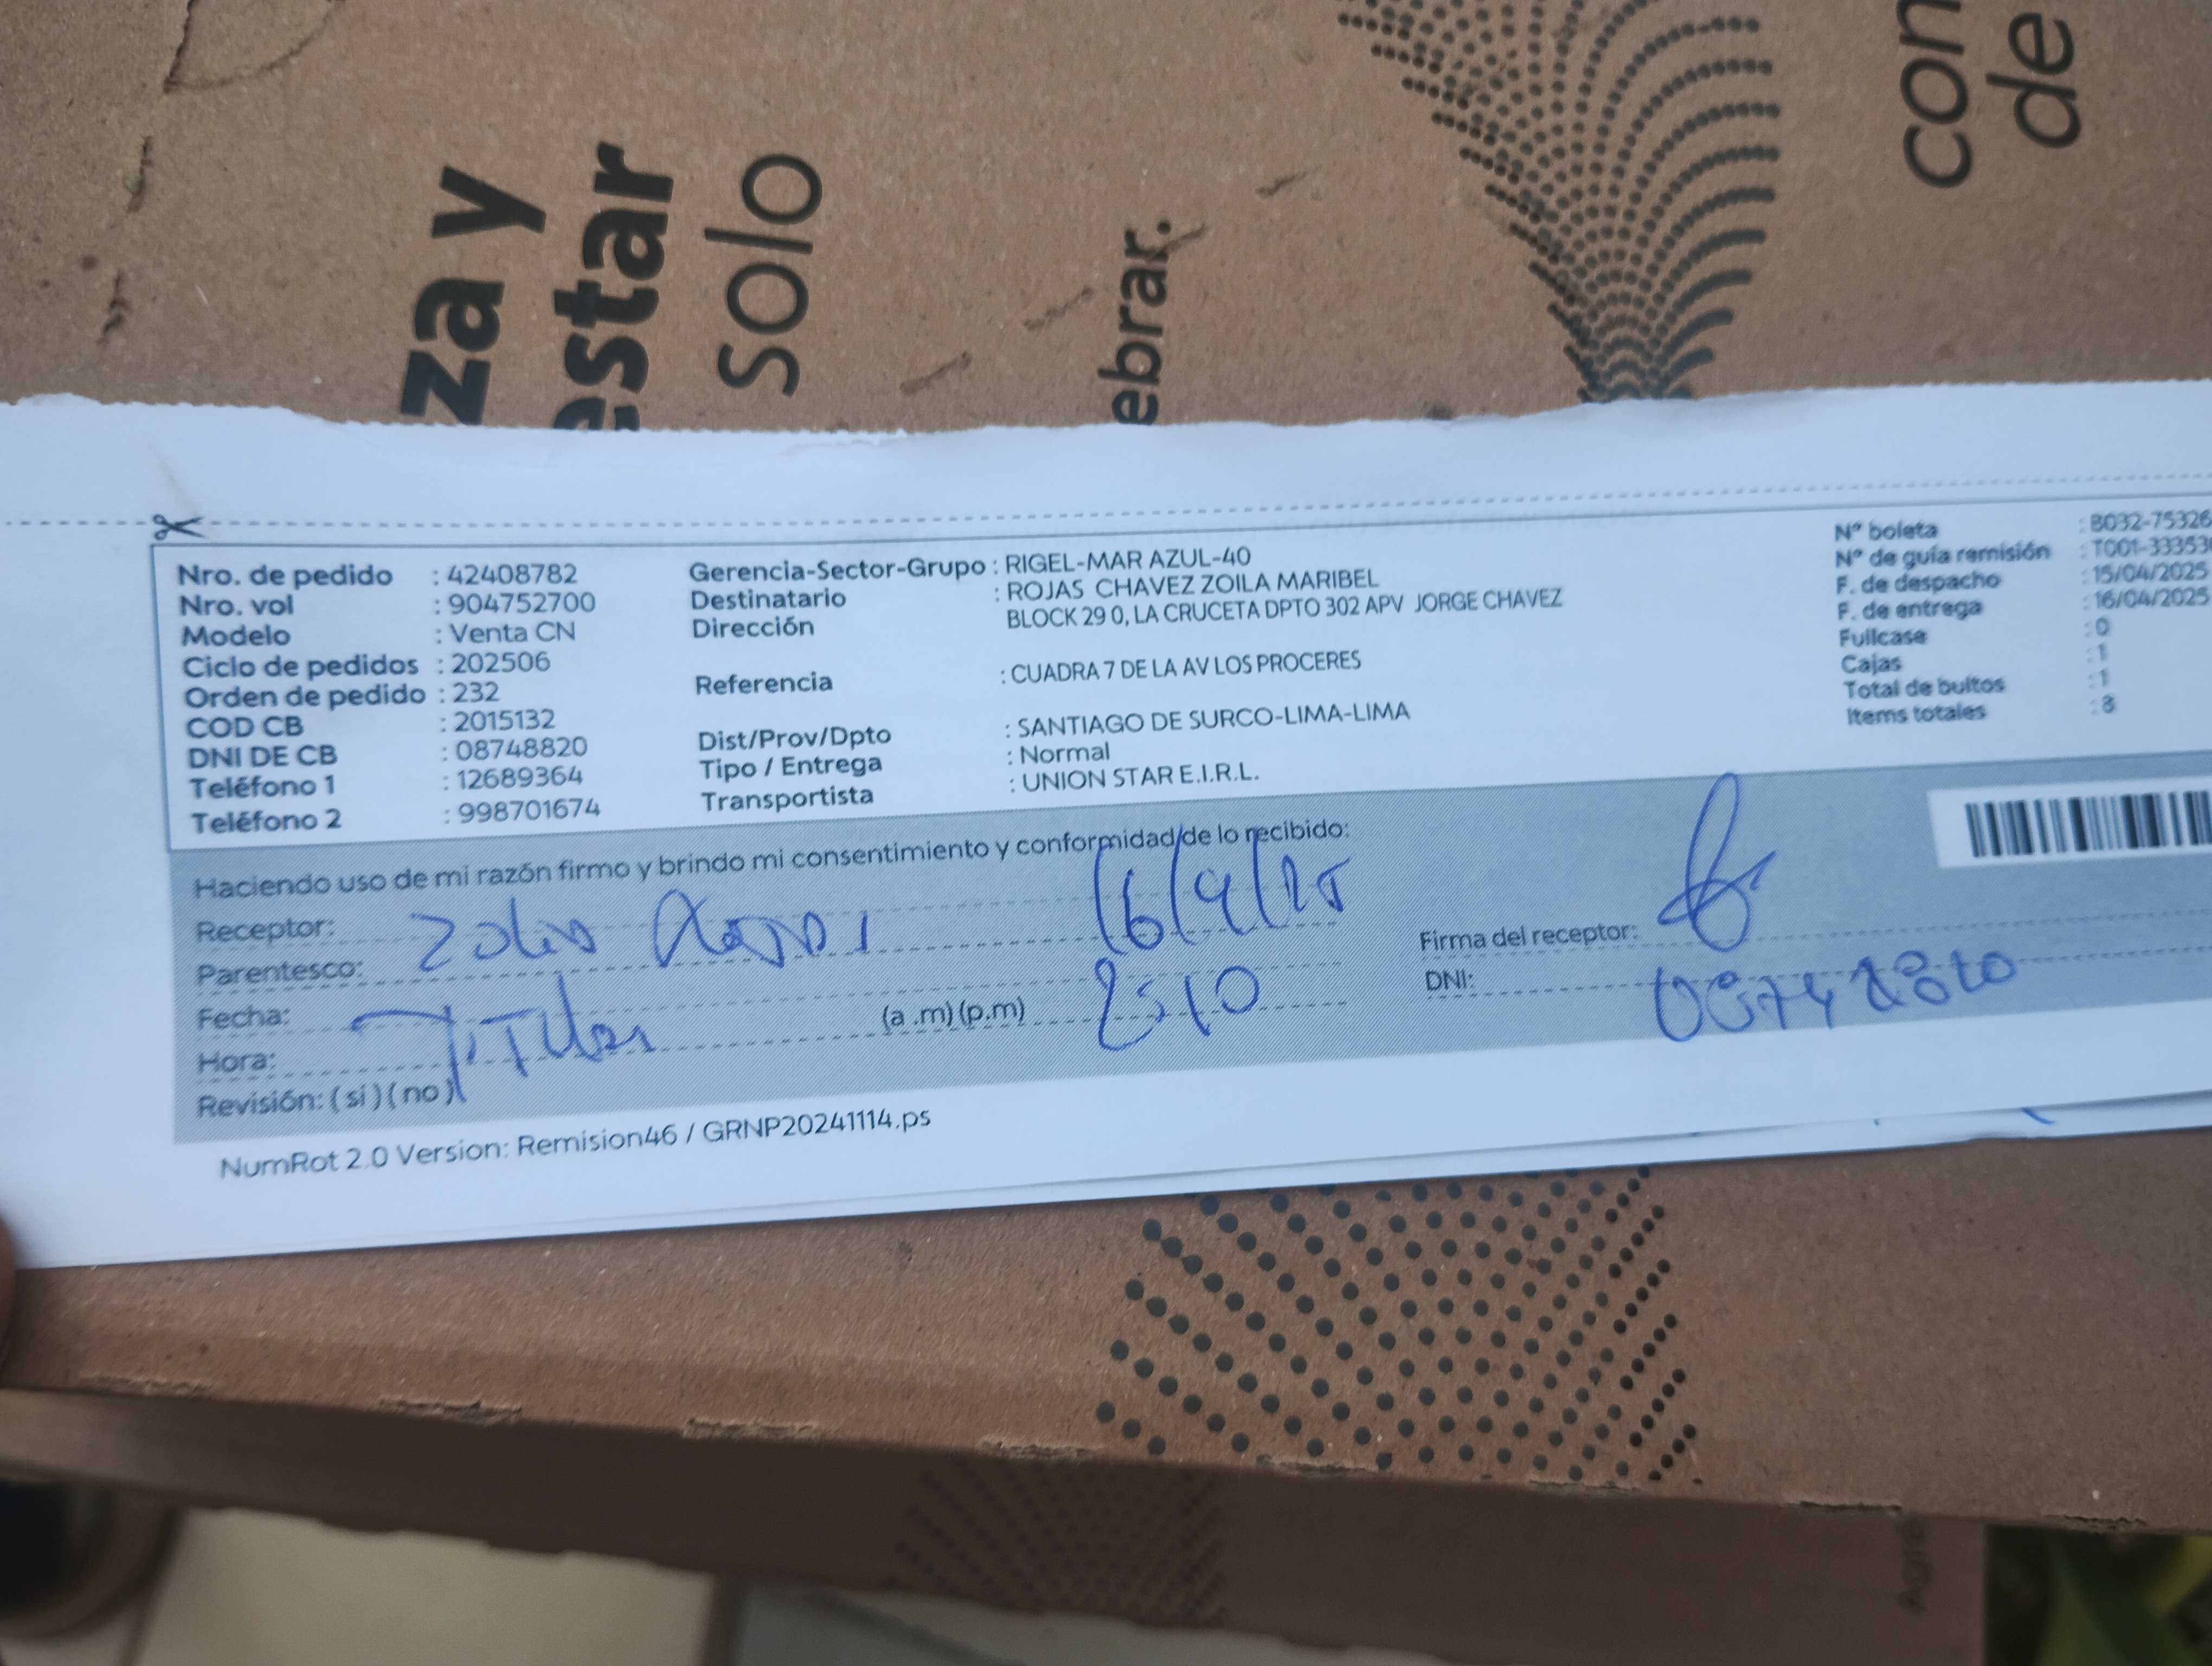 za y
estar
solo
ebrar.
con
de
Nro. de pedido : 42408782
Nro. vol : 904752700
Modelo : Venta CN
Ciclo de pedidos : 202506
Orden de pedido : 232
COD CB : 2015132
DNI DE CB : 08748820
Teléfono 1 : 12689364
Teléfono 2 : 998701674
Gerencia-Sector-Grupo : RIGEL-MAR AZUL-40
Destinatario : ROJAS CHAVEZ ZOILA MARIBEL
Dirección BLOCK 29 0, LA CRUCETA DPTO 302 APV JORGE CHAVEZ
Referencia : CUADRA 7 DE LA AV LOS PROCERES
Dist/Prov/Dpto : SANTIAGO DE SURCO-LIMA-LIMA
Tipo / Entrega : Normal
Transportista : UNION STAR E.I.R.L.
Nº boleta : B032-75326
Nº de guía remisión : T001-33353
F. de despacho : 15/04/2025
F. de entrega : 16/04/2025
Fullcase : 0
Cajas : 1
Total de bultos : 1
Items totales : 8
Haciendo uso de mi razón firmo y brindo mi consentimiento y conformidad de lo recibido:
Receptor: 16/4/25
Parentesco:
Fecha: Titular
(a .m) (p.m)
Hora:
Revisión: ( si ) ( no )
Firma del receptor:
DNI: 08748820
NumRot 2.0 Version: Remision46 / GRNP20241114.ps